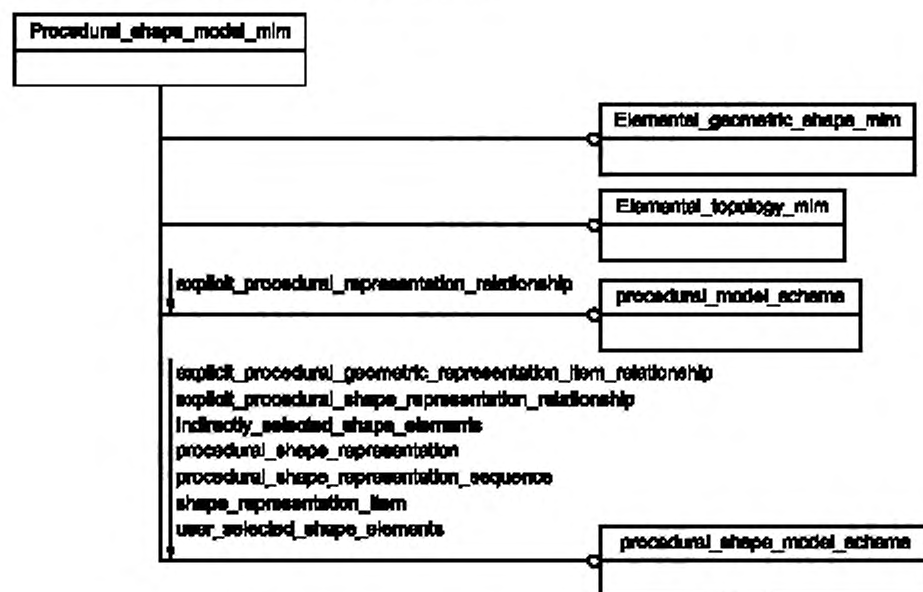 Procedural_shape_model_mim
Elemental_geometric_shape_mim
Elemental_topology_mim
explicit_procedural_representation_relationship
procedural_model_schema
explicit_procedural_geometric_representation_item_relationship
explicit_procedural_shape_representation_relationship
indirectly_selected_shape_elements
procedural_shape_representation
procedural_shape_representation_sequence
shape_representation_item
user_selected_shape_elements
procedural_shape_model_schema